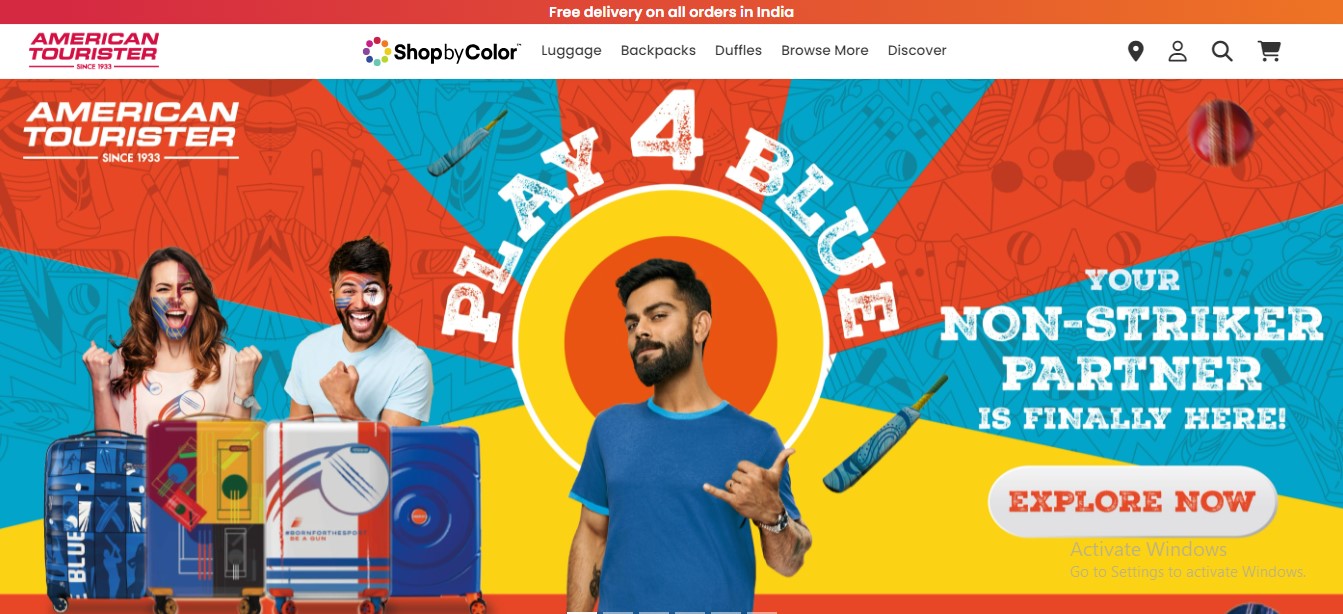 Free delivery on all orders in India
AMERICAN
TOURISTER
SINCE 1933
ShopbyColor™
Luggage
Backpacks
Duffles
Browse More
Discover
AMERICAN
TOURISTER
SINCE 1933
PLAY 4 BLUE
YOUR
NON-STRIKER
PARTNER
IS FINALLY HERE!
EXPLORE NOW
BLUE
#BORNFORTHESPORT
BE A GUN
Activate Windows
Go to Settings to activate Windows.